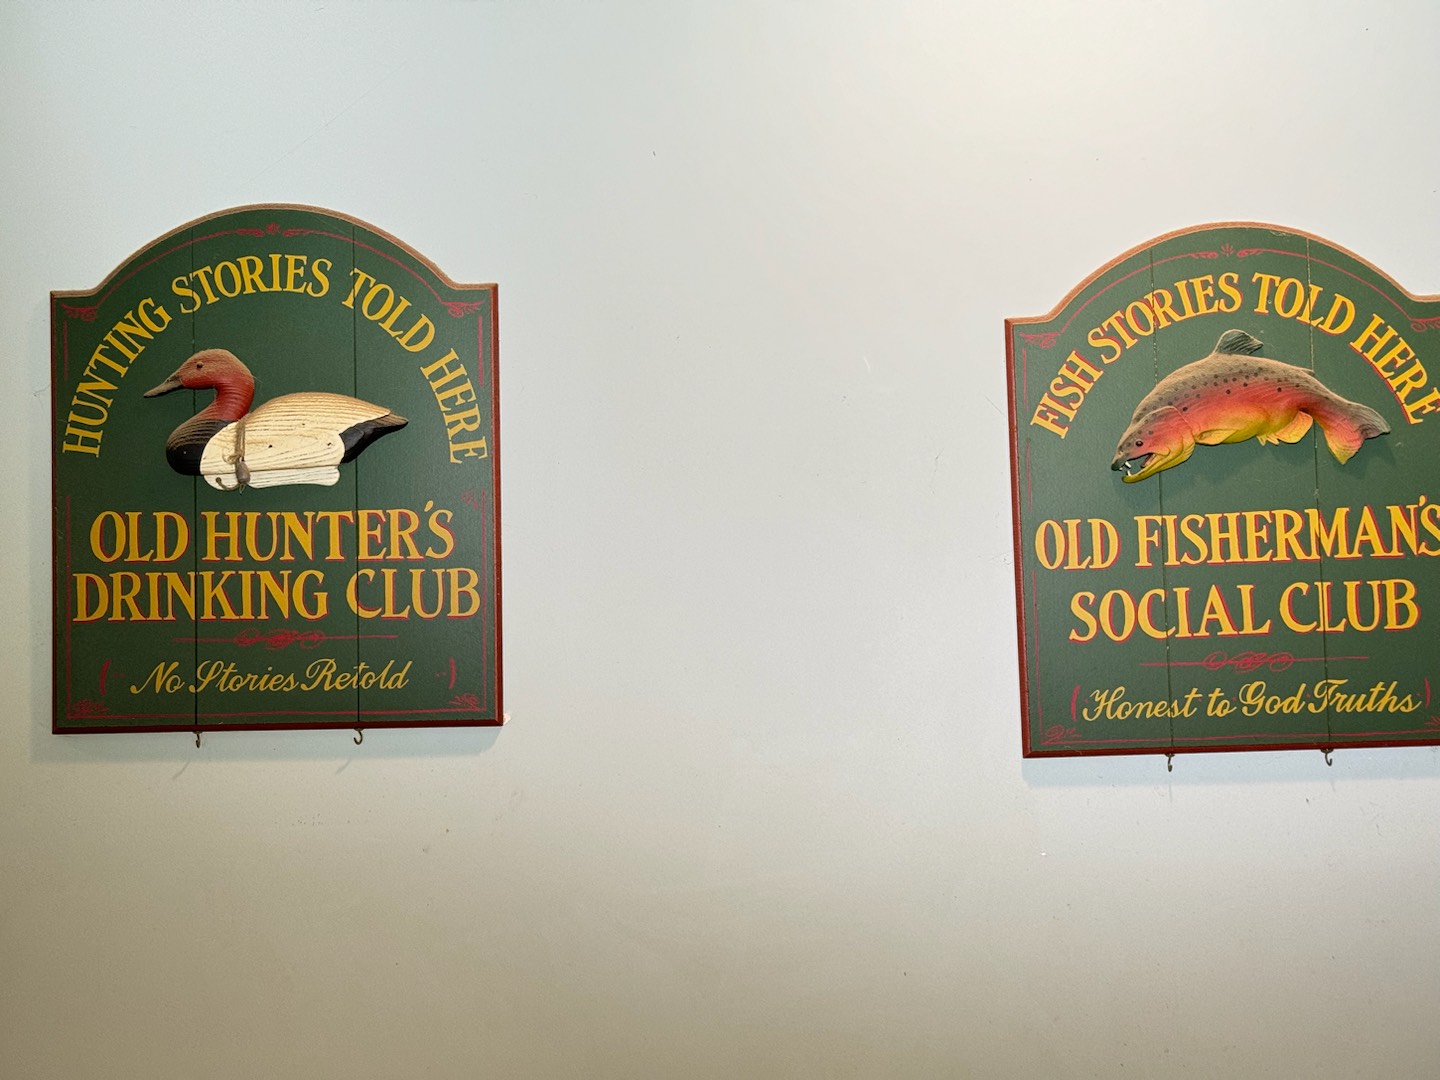 HUNTING STORIES TOLD HERE
OLD HUNTER'S
DRINKING CLUB
No Stories Retold
FISH STORIES TOLD HERE
OLD FISHERMAN'S
SOCIAL CLUB
Honest to God Truths